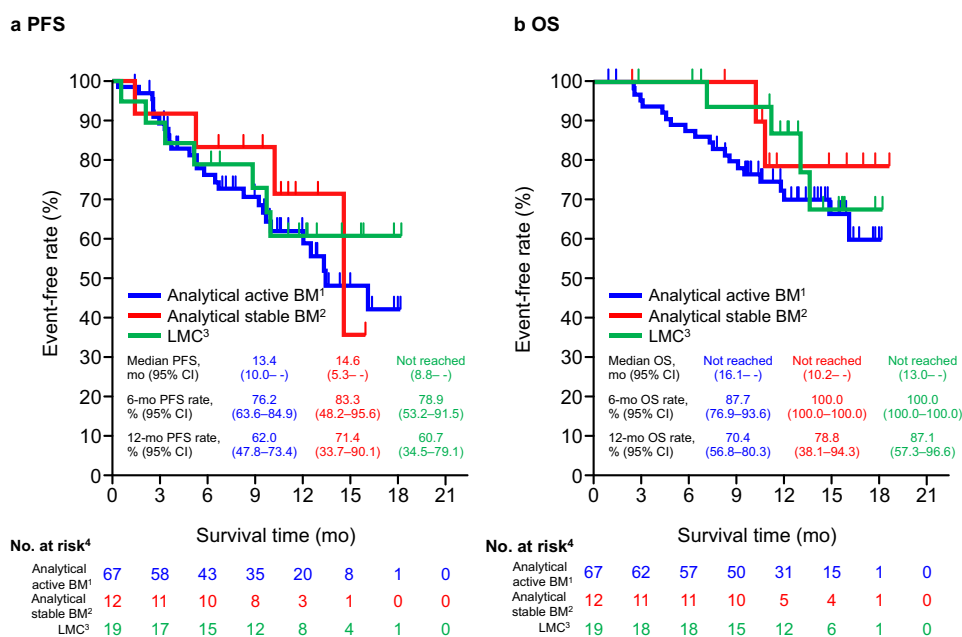 a PFS
Event-free rate (%)
100
90
80
70
60
50
40
30
20
10
0
Analytical active BM¹
Analytical stable BM²
LMC³
Median PFS, 13.4 14.6 Not reached
mo (95% CI) (10.0– -) (5.3– -) (8.8– -)
6-mo PFS rate, 76.2 83.3 78.9
% (95% CI) (63.6–84.9) (48.2–95.6) (53.2–91.5)
12-mo PFS rate, 62.0 71.4 60.7
% (95% CI) (47.8–73.4) (33.7–90.1) (34.5–79.1)
0 3 6 9 12 15 18 21
Survival time (mo)
No. at risk⁴
Analytical active BM¹ 67 58 43 35 20 8 1 0
Analytical stable BM² 12 11 10 8 3 1 0 0
LMC³ 19 17 15 12 8 4 1 0
b OS
Event-free rate (%)
100
90
80
70
60
50
40
30
20
10
0
Analytical active BM¹
Analytical stable BM²
LMC³
Median OS, Not reached Not reached Not reached
mo (95% CI) (16.1– -) (10.2– -) (13.0– -)
6-mo OS rate, 87.7 100.0 100.0
% (95% CI) (76.9–93.6) (100.0–100.0) (100.0–100.0)
12-mo OS rate, 70.4 78.8 87.1
% (95% CI) (56.8–80.3) (38.1–94.3) (57.3–96.6)
0 3 6 9 12 15 18 21
Survival time (mo)
No. at risk⁴
Analytical active BM¹ 67 62 57 50 31 15 1 0
Analytical stable BM² 12 11 11 10 5 4 1 0
LMC³ 19 18 18 15 12 6 1 0